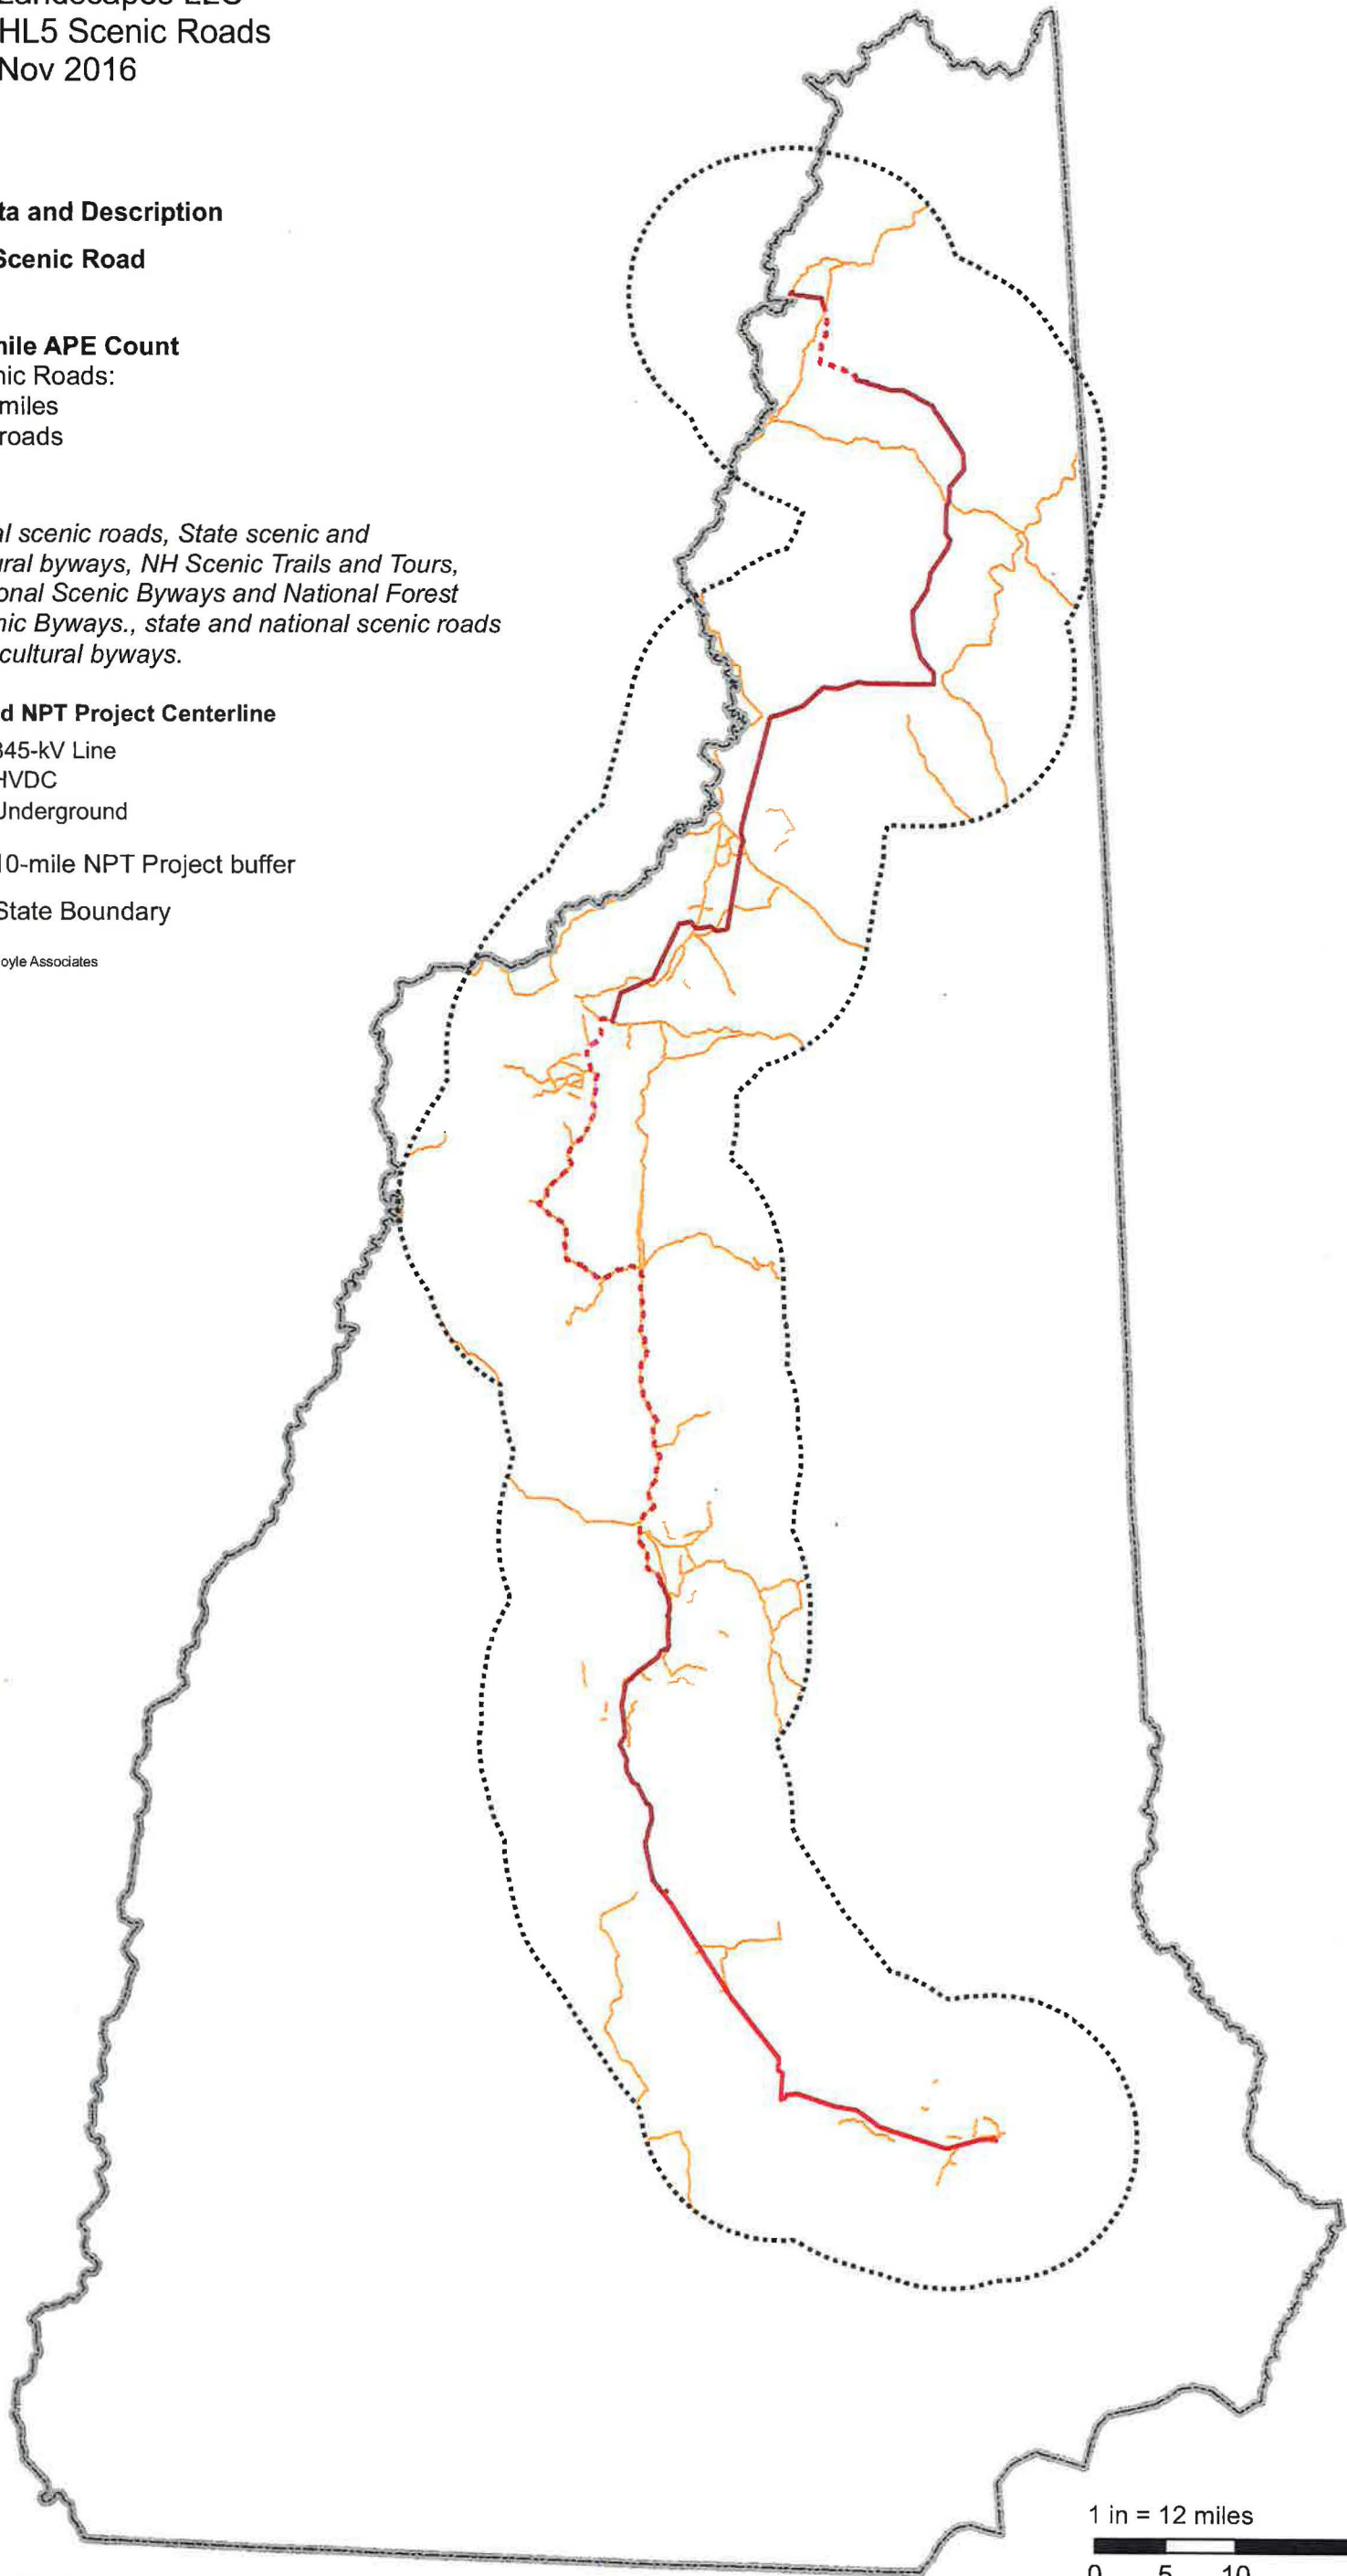 Landscapes LLC
HL5 Scenic Roads
Nov 2016
ta and Description
Scenic Road
mile APE Count
nic Roads:
miles
roads
al scenic roads, State scenic and
ural byways, NH Scenic Trails and Tours,
onal Scenic Byways and National Forest
nic Byways., state and national scenic roads
cultural byways.
d NPT Project Centerline
345-kV Line
HVDC
Underground
10-mile NPT Project buffer
State Boundary
oyle Associates
1 in = 12 miles
0 5 10